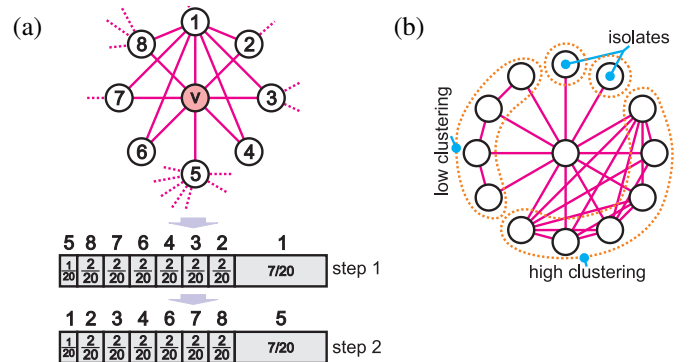 (a)
1
8
2
7
V
3
6
4
5
5 8 7 6 4 3 2 1
1/20 2/20 2/20 2/20 2/20 2/20 2/20 7/20 step 1
1 2 3 4 6 7 8 5
1/20 2/20 2/20 2/20 2/20 2/20 2/20 7/20 step 2
(b)
isolates
low clustering
high clustering